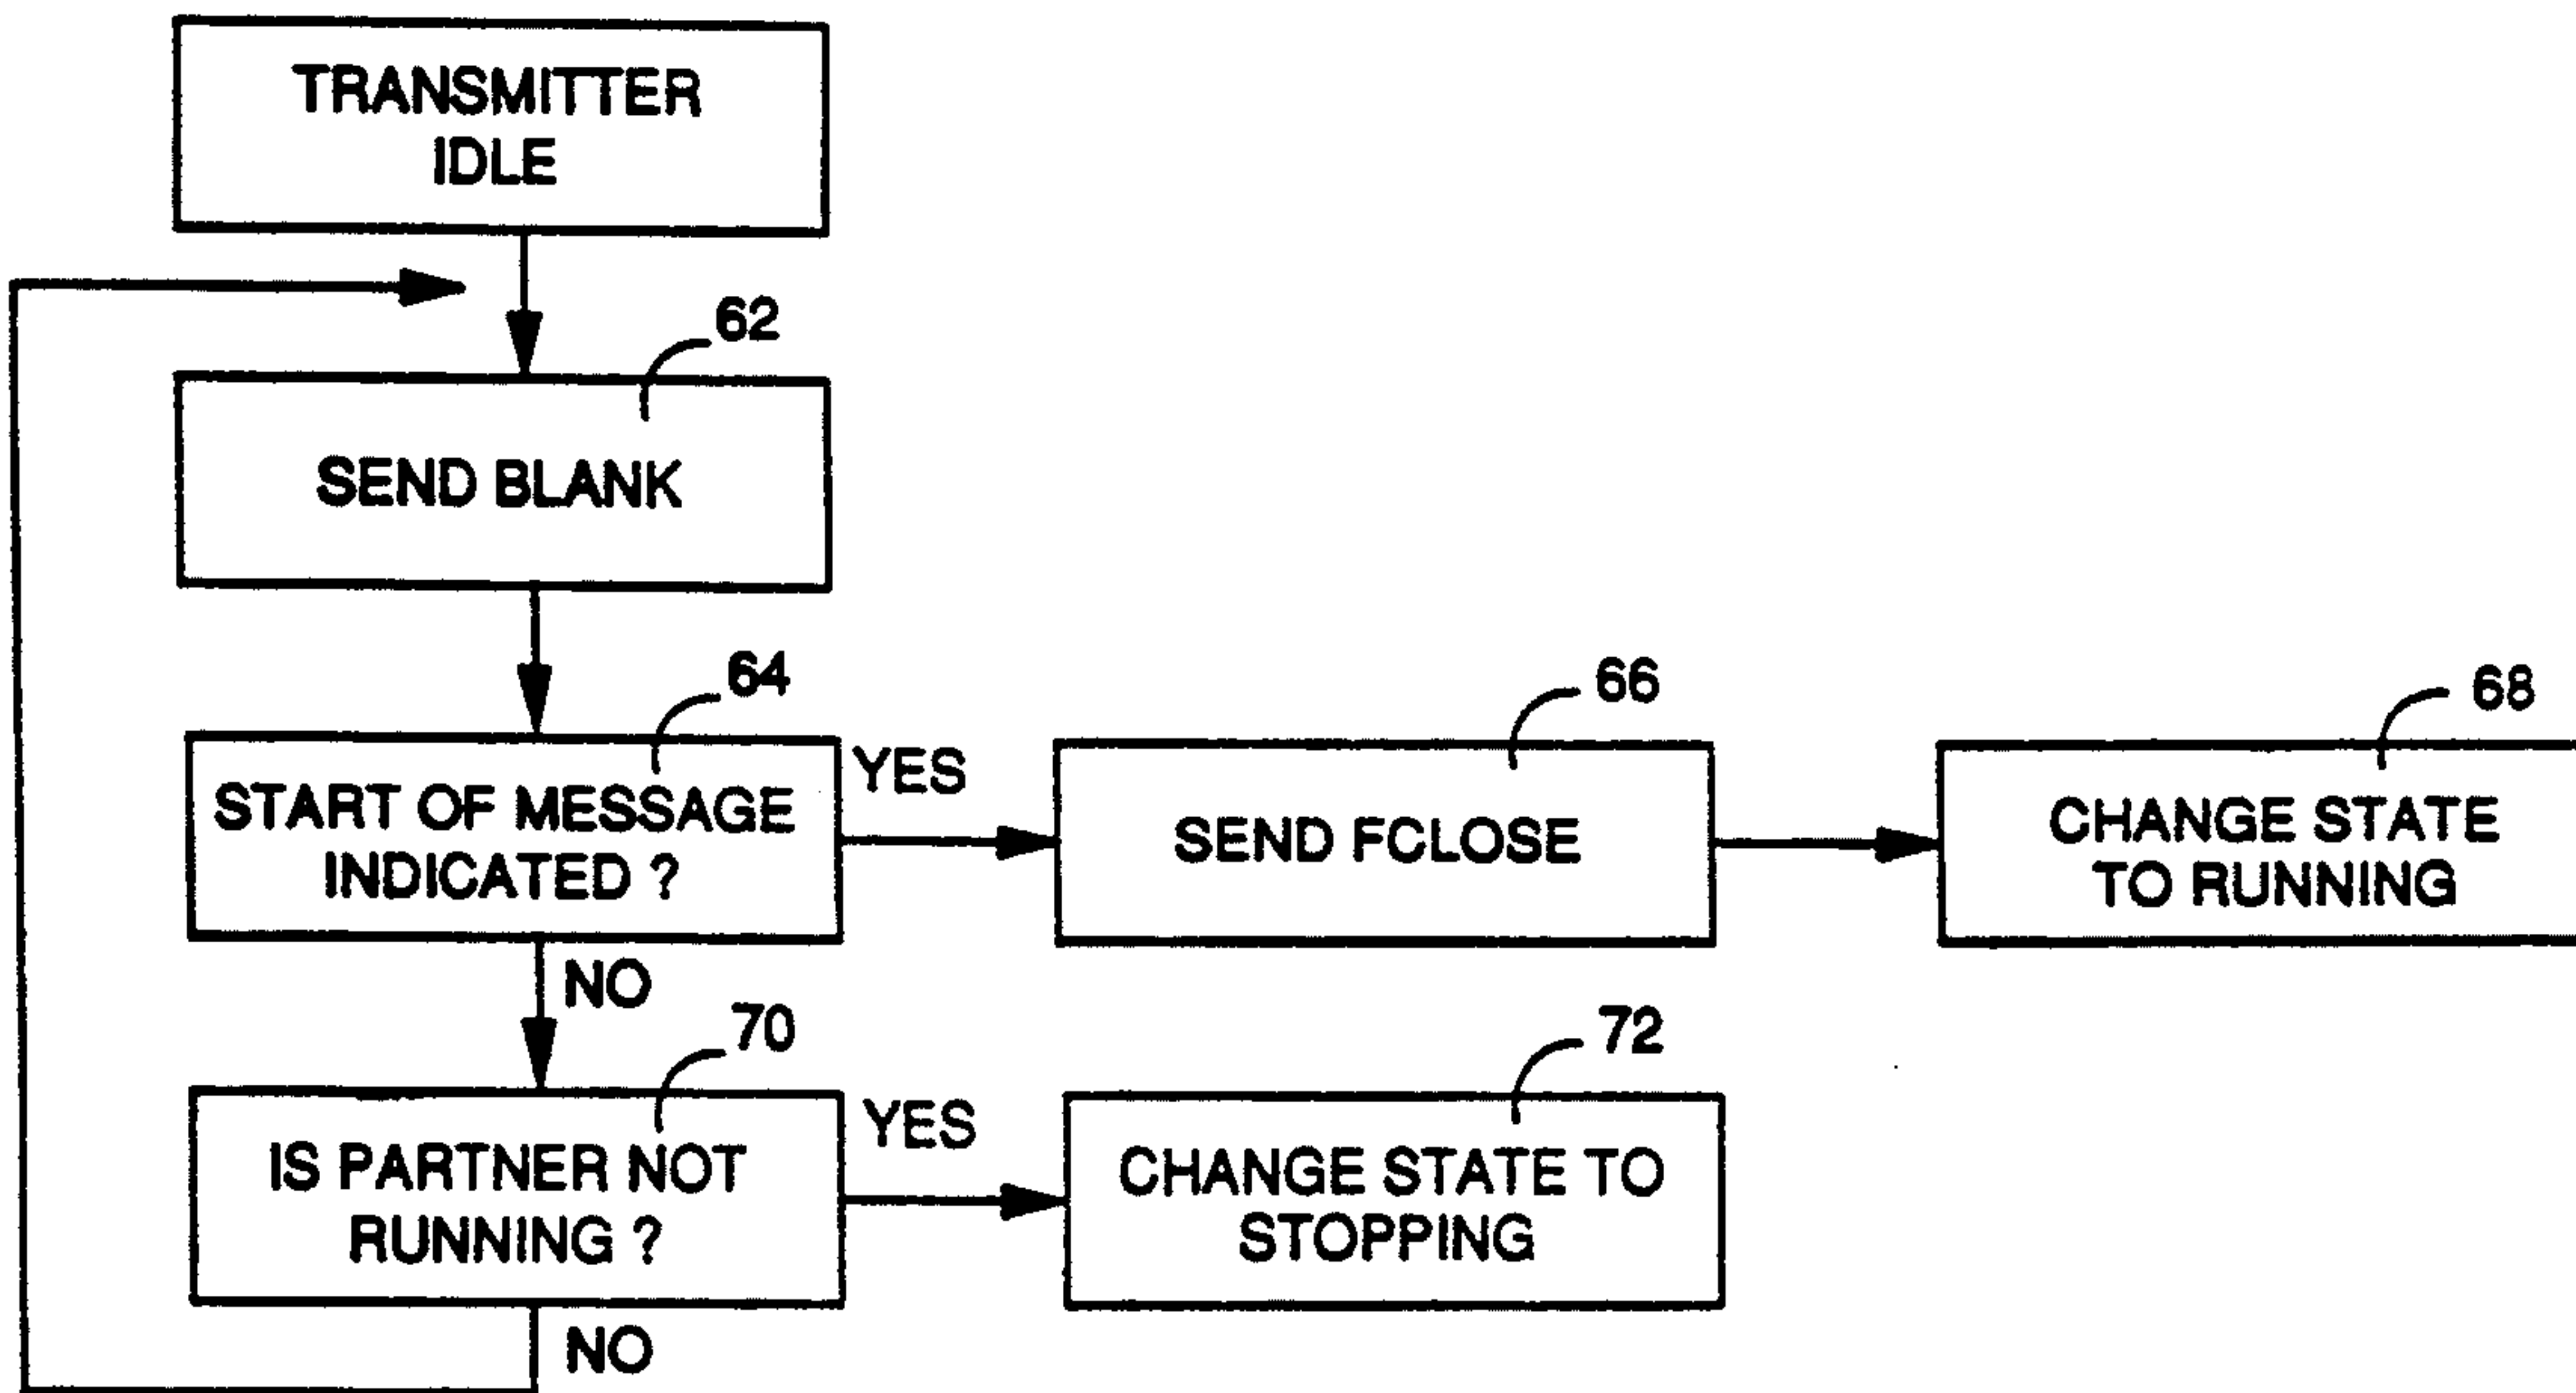 TRANSMITTER
IDLE
62
SEND BLANK
64
START OF MESSAGE
INDICATED ?
YES
66
SEND FCLOSE
68
CHANGE STATE
TO RUNNING
NO
70
IS PARTNER NOT
RUNNING ?
YES
72
CHANGE STATE TO
STOPPING
NO